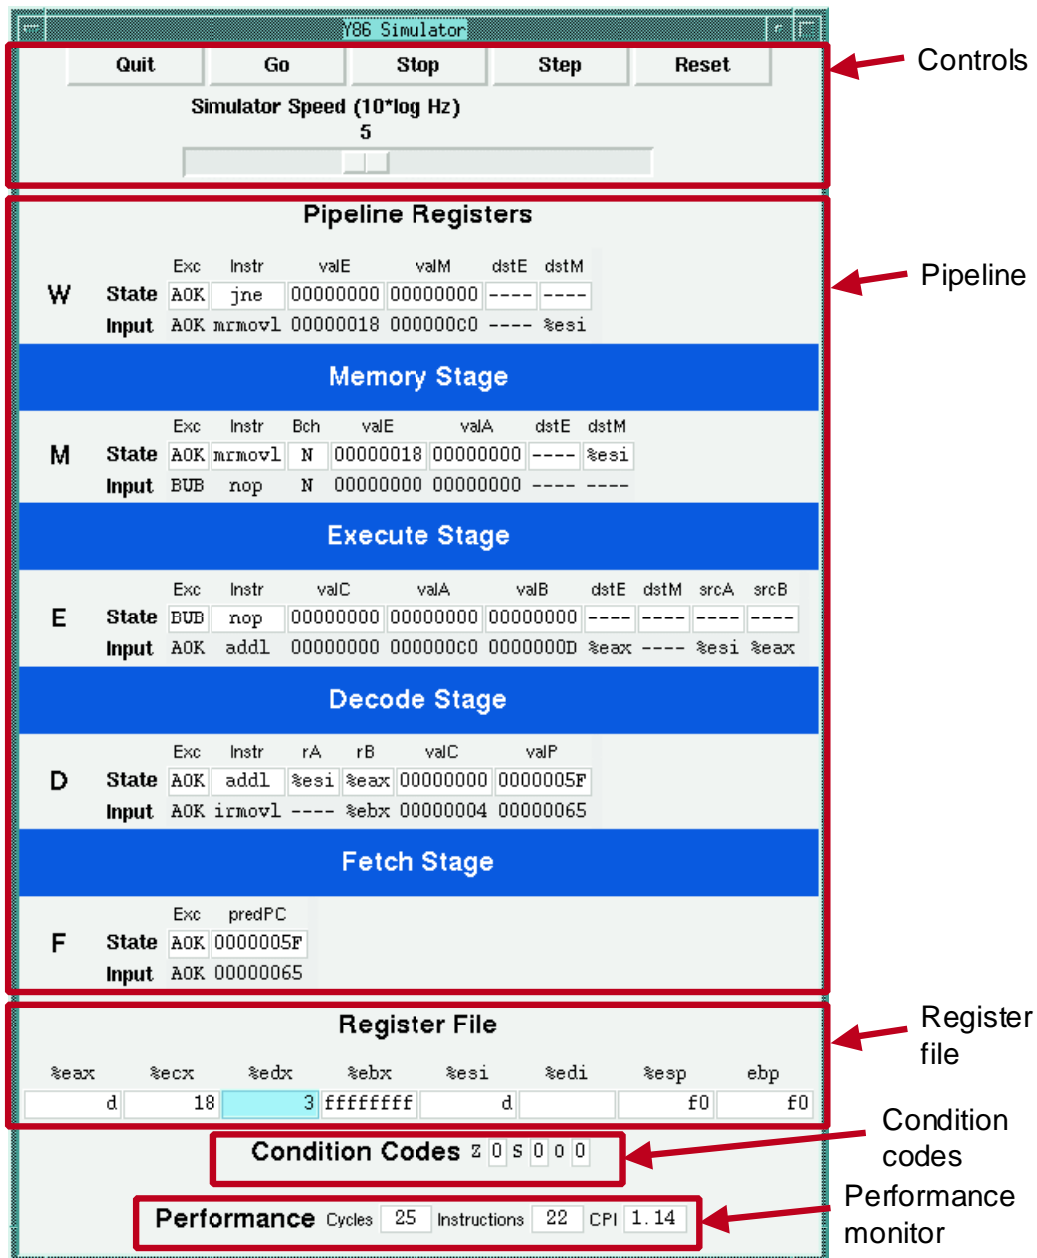 Y86 Simulator
Quit Go Stop Step Reset
Controls
Simulator Speed (10*log Hz)
5
Pipeline Registers
Exc Instr valE valM dstE dstM
Pipeline
W State AOK jne 00000000 00000000 ---- ----
Input AOK mrmovl 00000018 000000C0 ---- %esi
Memory Stage
Exc Instr Bch valE valA dstE dstM
M State AOK mrmovl N 00000018 00000000 ---- %esi
Input BUB nop N 00000000 00000000 ---- ----
Execute Stage
Exc Instr valC valA valB dstE dstM srcA srcB
E State BUB nop 00000000 00000000 00000000 ---- ---- ---- ----
Input AOK addl 00000000 000000C0 0000000D %eax ---- %esi %eax
Decode Stage
Exc Instr rA rB valC valP
D State AOK addl %esi %eax 00000000 0000005F
Input AOK irmovl ---- %ebx 00000004 00000065
Fetch Stage
Exc predPC
F State AOK 0000005F
Input AOK 00000065
Register File
Register
file
%eax %ecx %edx %ebx %esi %edi %esp ebp
d 18 3 ffffffff d f0 f0
Condition Codes Z 0 S 0 0 0
Condition
codes
Performance Cycles 25 Instructions 22 CPI 1.14
Performance
monitor